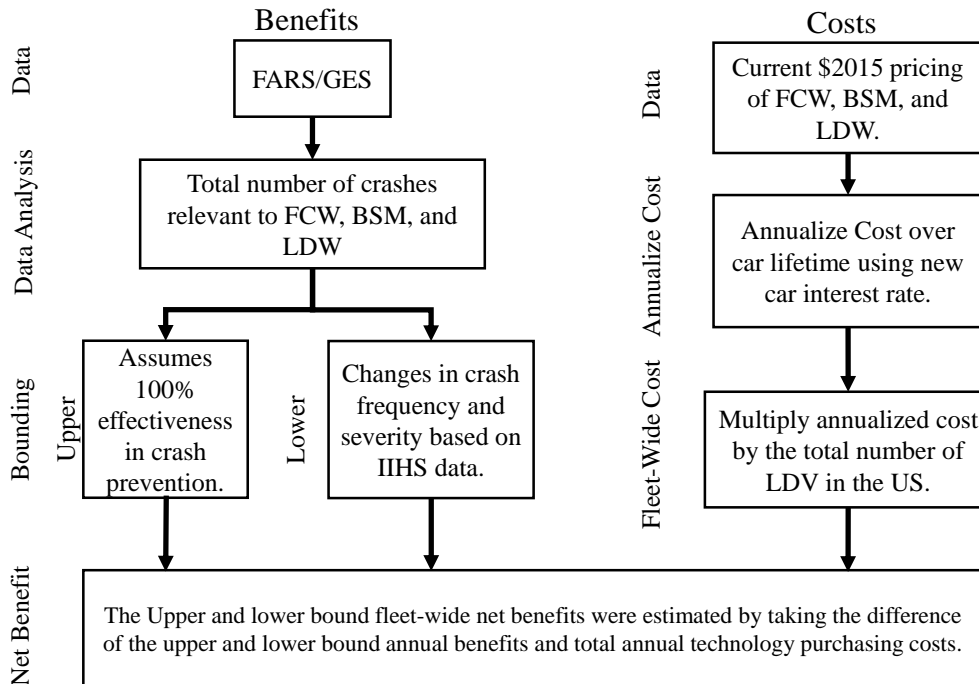 Benefits
Data
FARS/GES
Data Analysis
Total number of crashes
relevant to FCW, BSM, and
LDW
Bounding
Upper
Assumes
100%
effectiveness
in crash
prevention.
Lower
Changes in crash
frequency and
severity based on
IIHS data.
Costs
Data
Current $2015 pricing
of FCW, BSM, and
LDW.
Annualize Cost
Annualize Cost over
car lifetime using new
car interest rate.
Fleet-Wide Cost
Multiply annualized cost
by the total number of
LDV in the US.
Net Benefit
The Upper and lower bound fleet-wide net benefits were estimated by taking the difference
of the upper and lower bound annual benefits and total annual technology purchasing costs.